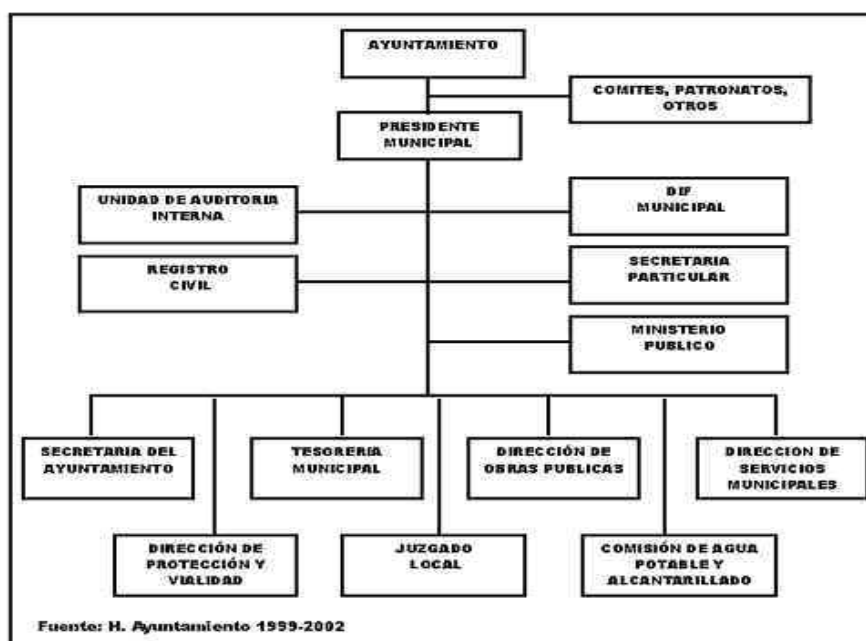 AYUNTAMIENTO
COMITES, PATRONATOS,
OTROS
PRESIDENTE
MUNICIPAL
UNIDAD DE AUDITORIA
INTERNA
DIF
MUNICIPAL
REGISTRO
CIVIL
SECRETARIA
PARTICULAR
MINISTERIO
PUBLICO
SECRETARIA DEL
AYUNTAMIENTO
TESORERIA
MUNICIPAL
DIRECCIÓN DE
OBRAS PUBLICAS
DIRECCION DE
SERVICIOS
MUNICIPALES
DIRECCIÓN DE
PROTECCIÓN Y
VIALIDAD
JUZGADO
LOCAL
COMISIÓN DE AGUA
POTABLE Y
ALCANTARILLADO
Fuente: H. Ayuntamiento 1999-2002